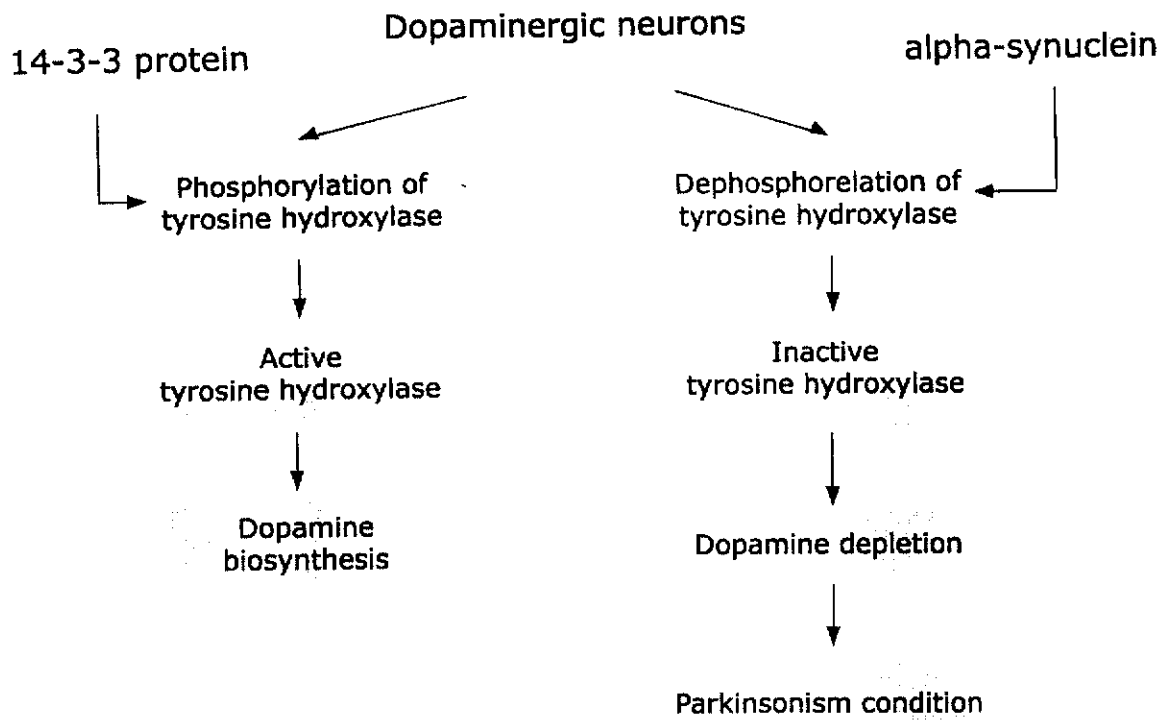 Dopaminergic neurons
14-3-3 protein
alpha-synuclein
Phosphorylation of
tyrosine hydroxylase
Dephosphorelation of
tyrosine hydroxylase
Active
tyrosine hydroxylase
Inactive
tyrosine hydroxylase
Dopamine
biosynthesis
Dopamine depletion
Parkinsonism condition